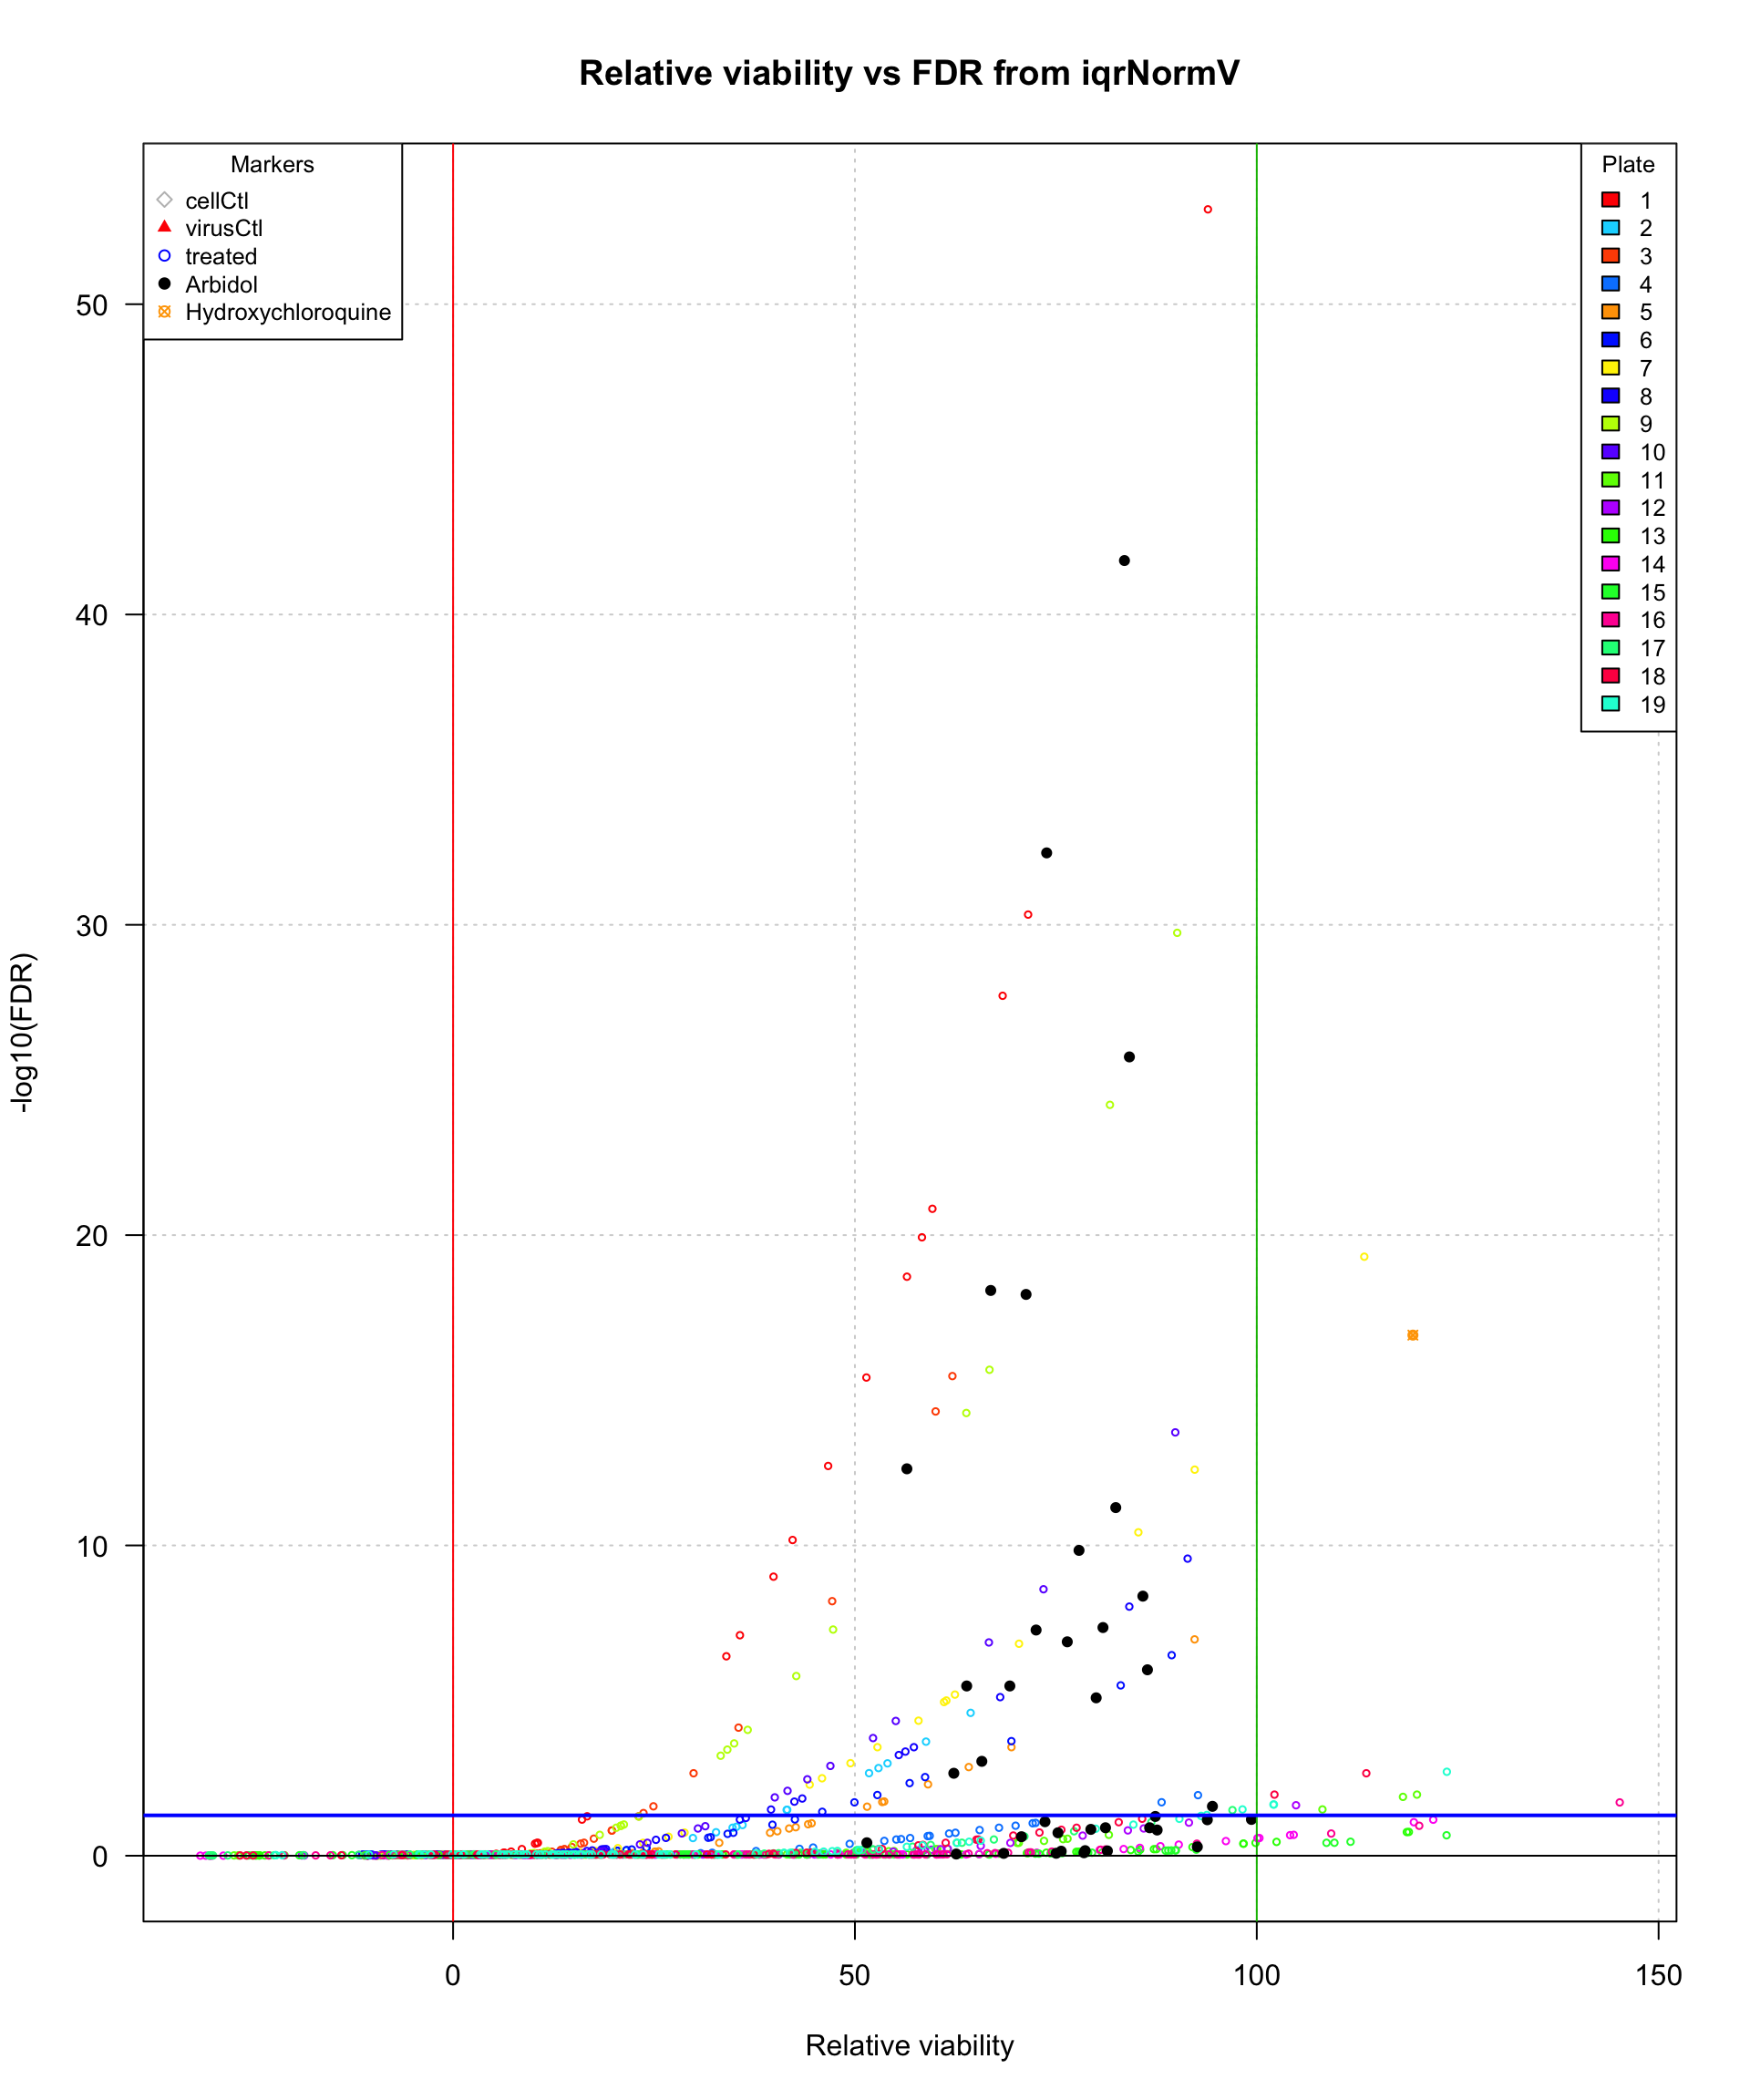 Relative viability vs FDR from iqrNormV
Markers
cellCtl
virusCtl
treated
Arbidol
Hydroxychloroquine
Plate
1
2
3
4
5
6
7
8
9
10
11
12
13
14
15
16
17
18
19
50
40
30
20
10
0
-log10(FDR)
0 50 100 150
Relative viability